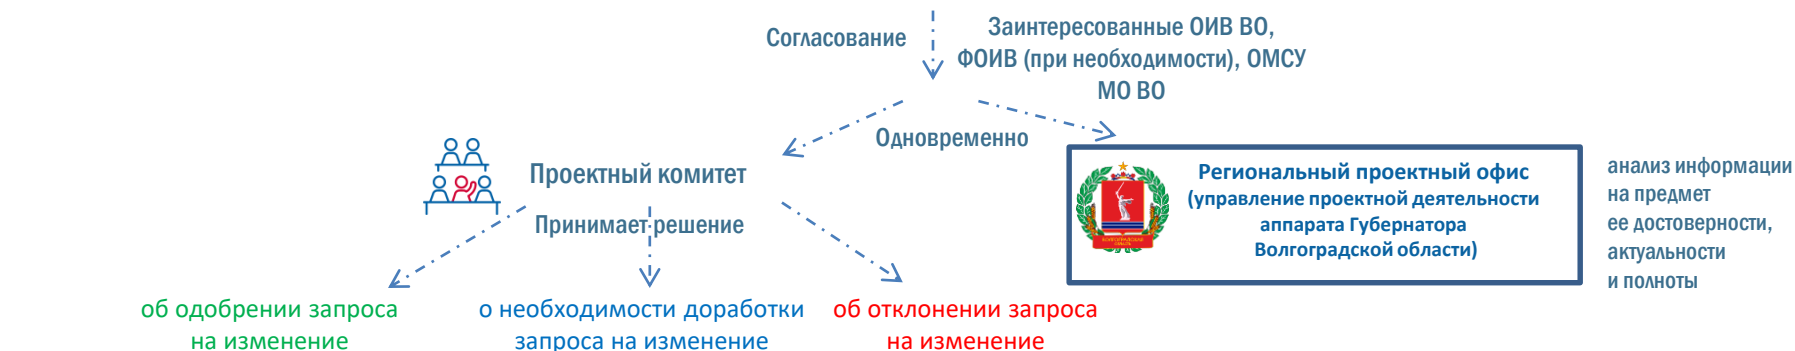 Согласование
Заинтересованные ОИВ ВО,
ФОИВ (при необходимости), ОМСУ
МО ВО
Одновременно
Проектный комитет
Принимает решение
Региональный проектный офис
(управление проектной деятельности
аппарата Губернатора
Волгоградской области)
анализ информации
на предмет
ее достоверности,
актуальности
и полноты
об одобрении запроса
на изменение
о необходимости доработки
запроса на изменение
об отклонении запроса
на изменение